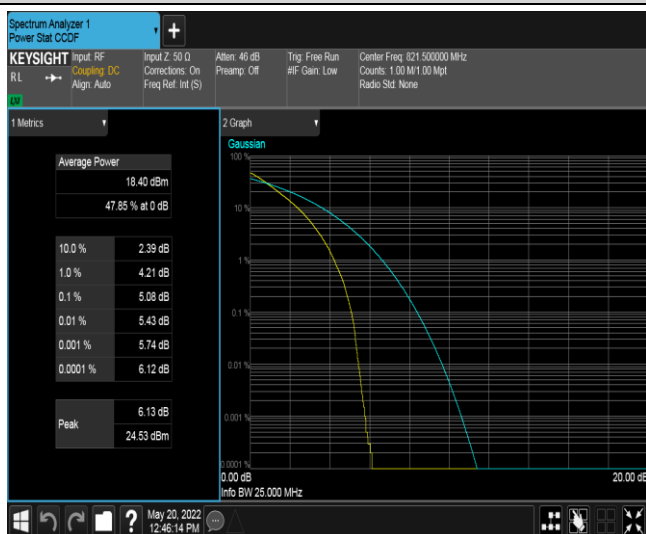 Spectrum Analyzer 1
Power Stat CCDF
+
KEYSIGHT
RL
Input: RF
Coupling: DC
Align: Auto
Input Z: 50 Ω
Corrections: On
Freq Ref: Int (S)
Atten: 46 dB
Preamp: Off
Trig: Free Run
#IF Gain: Low
Center Freq: 821.500000 MHz
Counts: 1.00 M/1.00 Mpt
Radio Std: None
1 Metrics
Average Power
18.40 dBm
47.85 % at 0 dB
10.0 % 2.39 dB
1.0 % 4.21 dB
0.1 % 5.08 dB
0.01 % 5.43 dB
0.001 % 5.74 dB
0.0001 % 6.12 dB
Peak
6.13 dB
24.53 dBm
2 Graph
Gaussian
100 %
10 %
1 %
0.1 %
0.01 %
0.001 %
0.0001 %
0.00 dB
20.00 dB
Info BW 25.000 MHz
?
May 20, 2022
12:46:14 PM